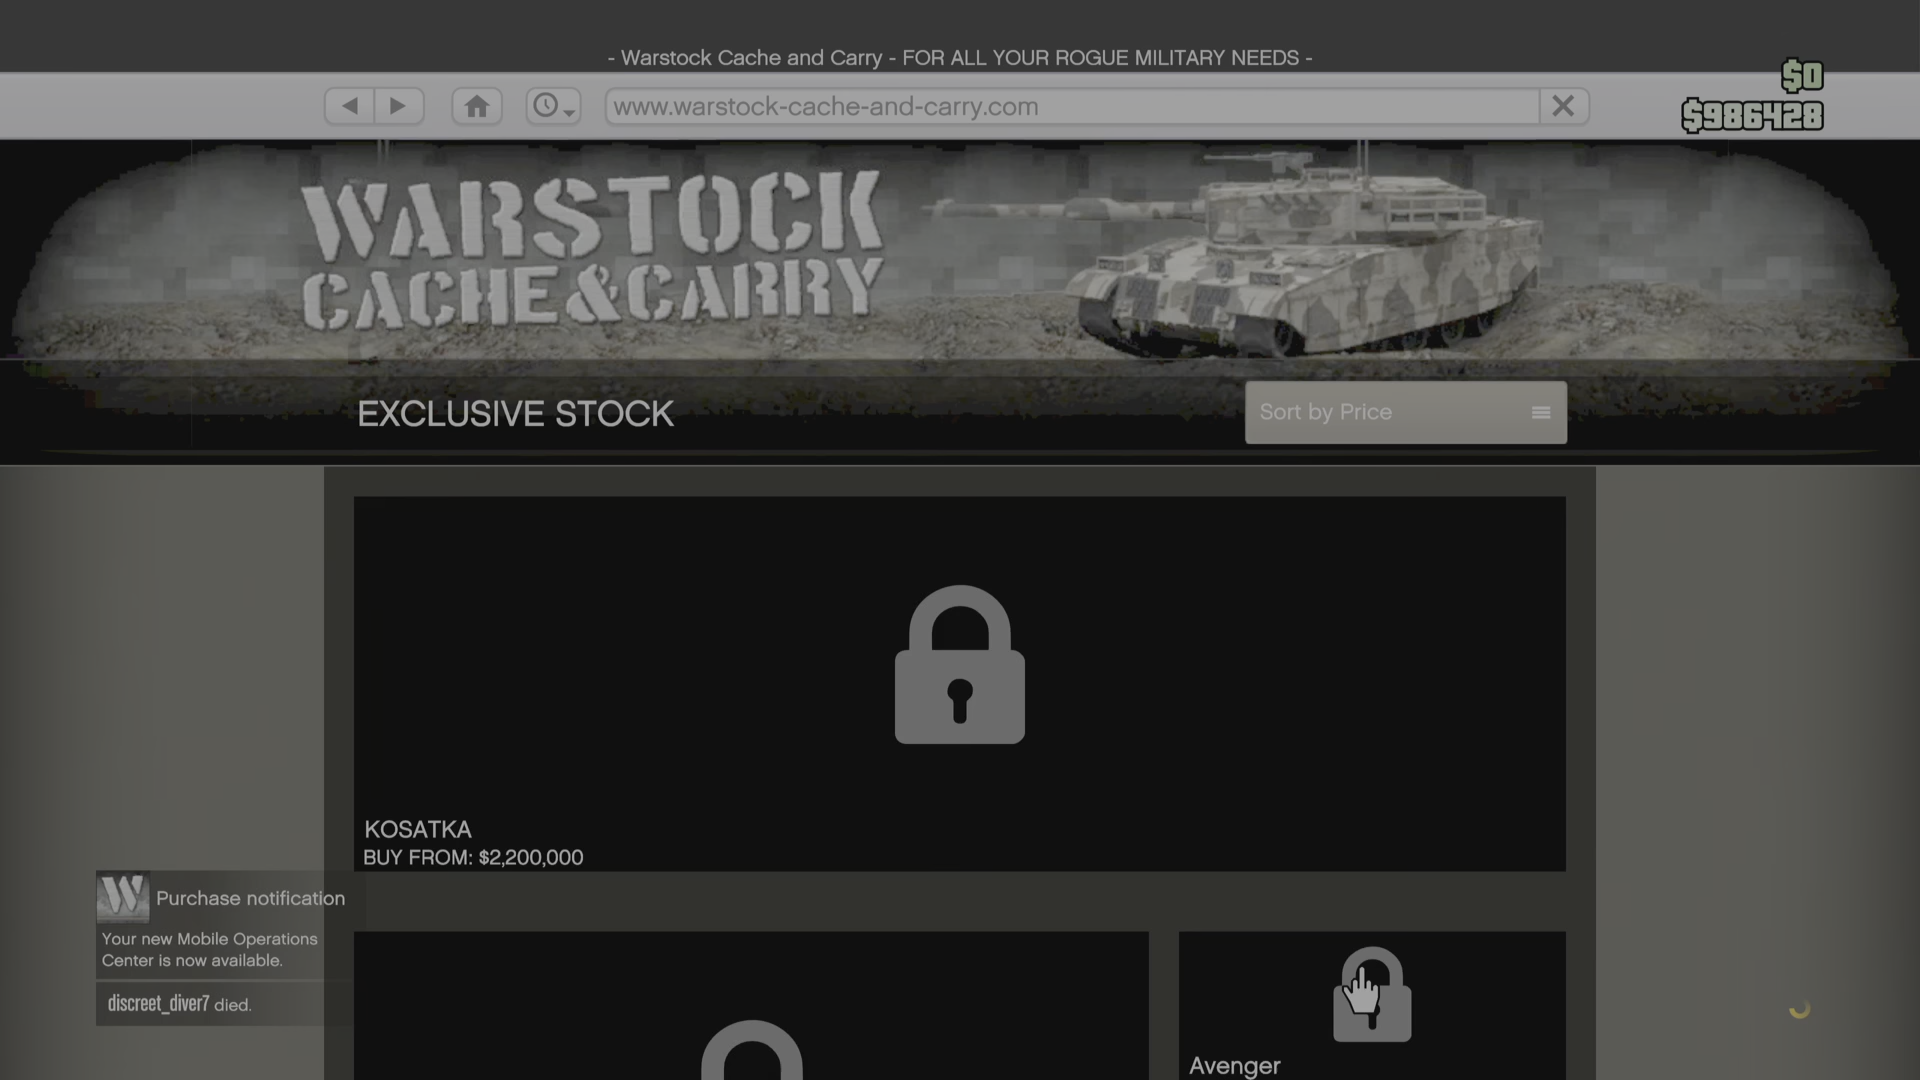 - Warstock Cache and Carry - FOR ALL YOUR ROGUE MILITARY NEEDS -
$0
www.warstock-cache-and-carry.com
$986428
WARSTOCK
CACHE&CARRY
EXCLUSIVE STOCK
Sort by Price
KOSATKA
BUY FROM: $2,200,000
W
Purchase notification
Your new Mobile Operations
Center is now available.
discreet_diver7 died.
Avenger